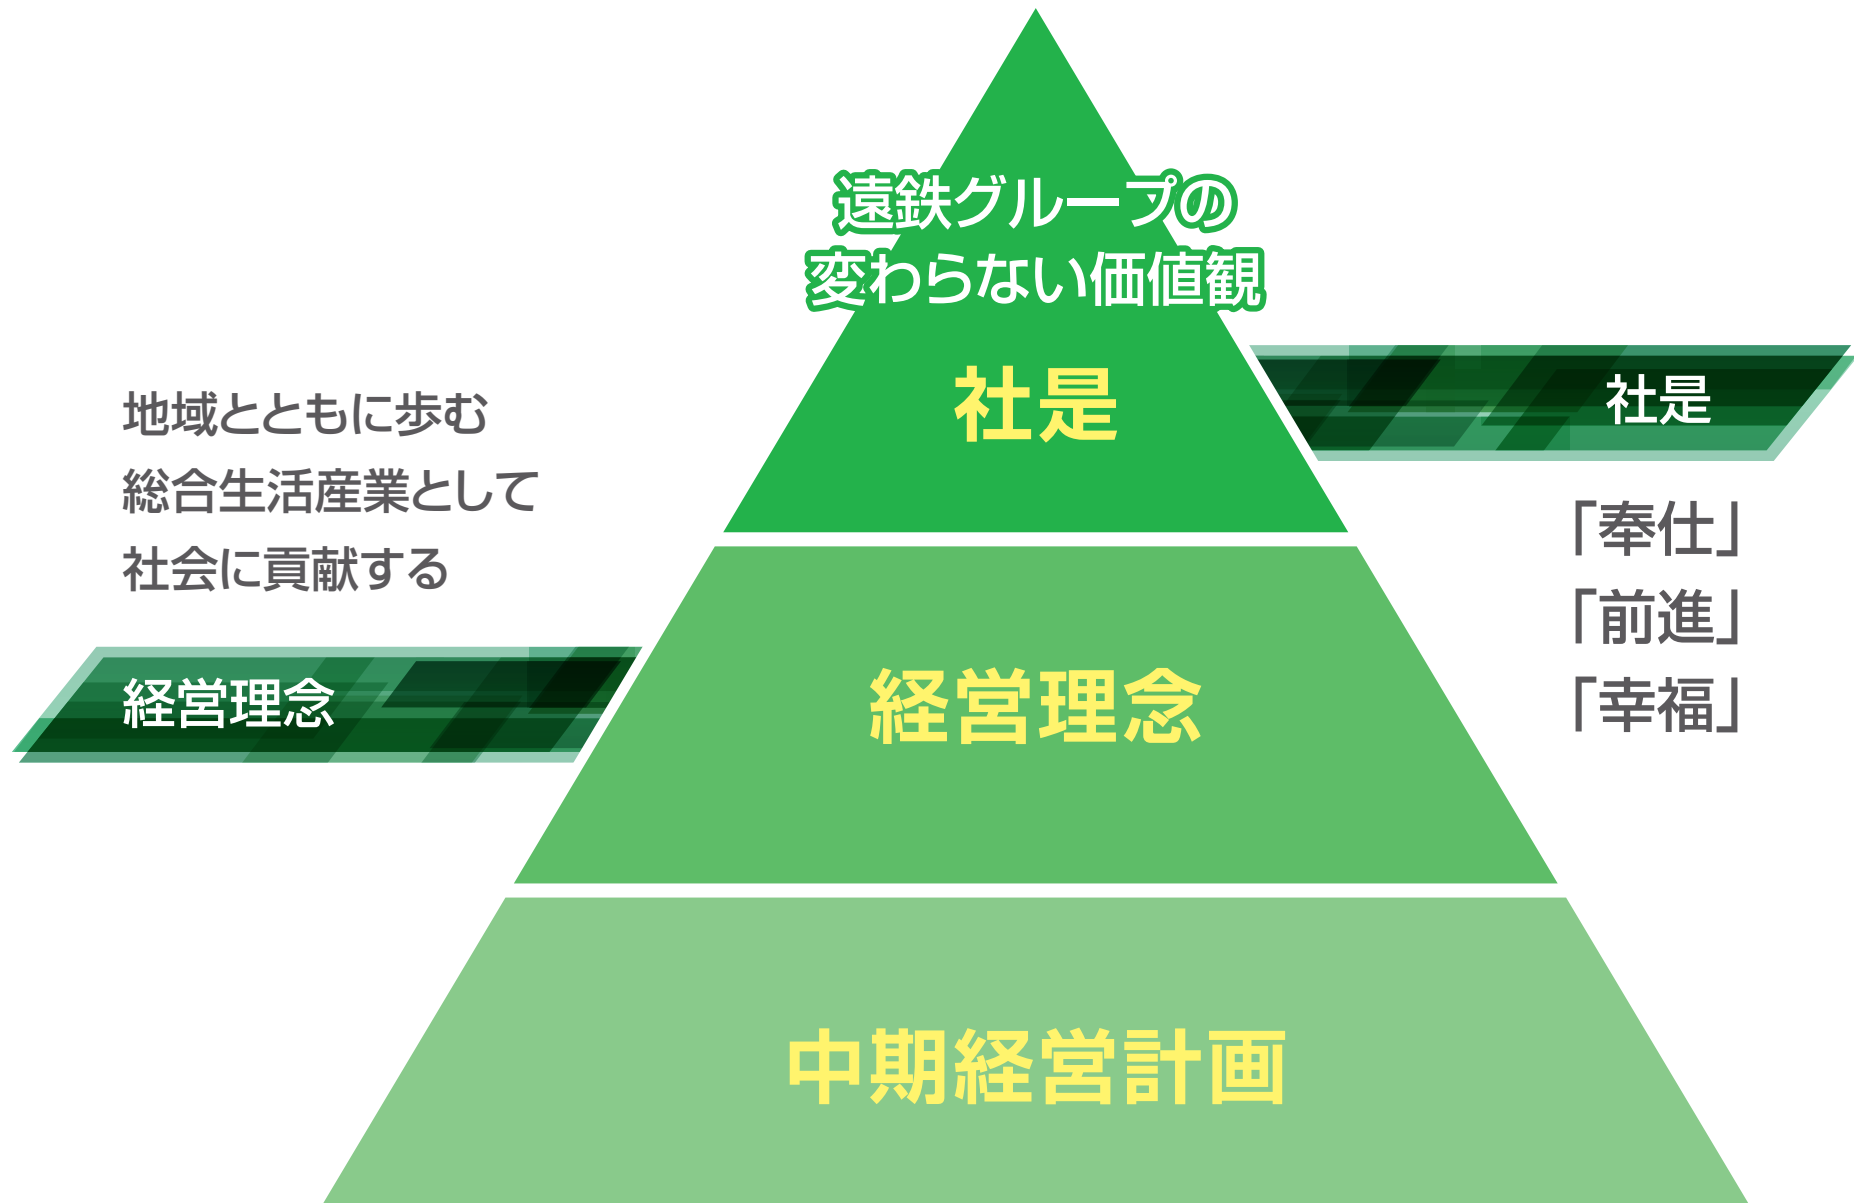 遠鉄グループの
変わらない価値観
社是
社是
「奉仕」
「前進」
「幸福」
地域とともに歩む
総合生活産業として
社会に貢献する
経営理念
経営理念
中期経営計画